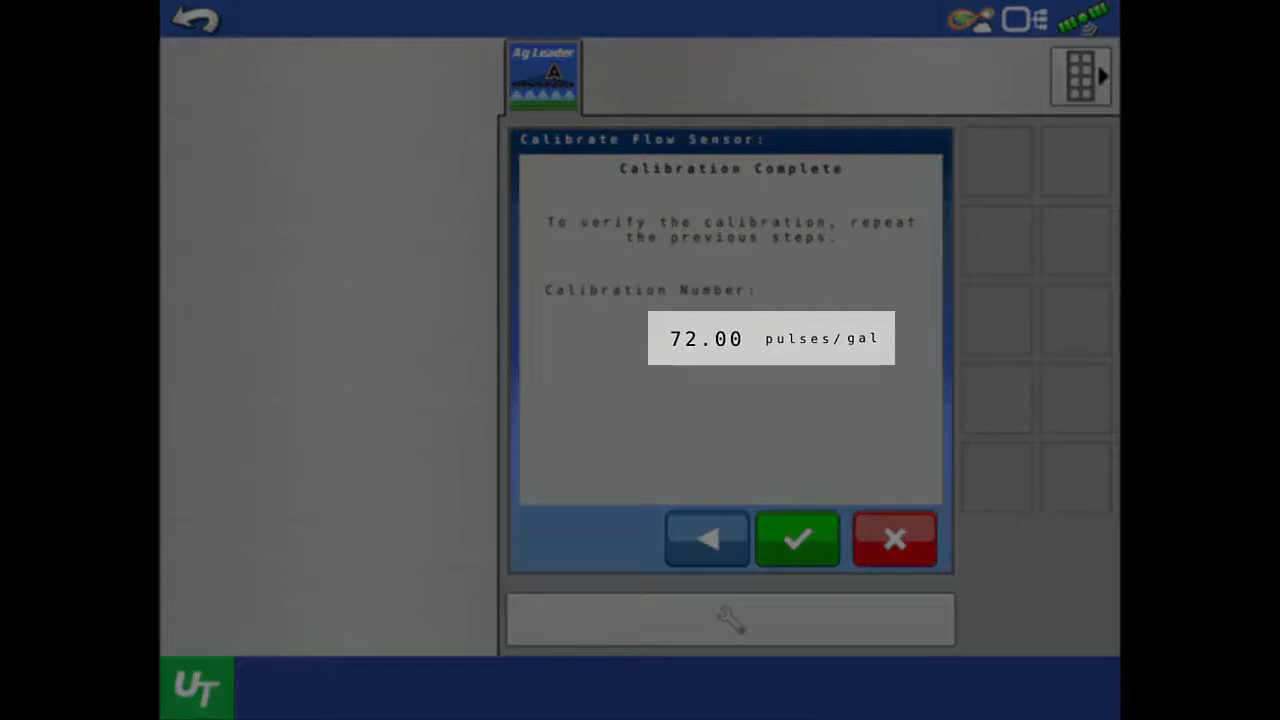 Ag Leader
Calibrate Flow Sensor:
Calibration Complete
To verify the calibration, repeat
the previous steps.
Calibration Number:
72.00 pulses/gal
UT